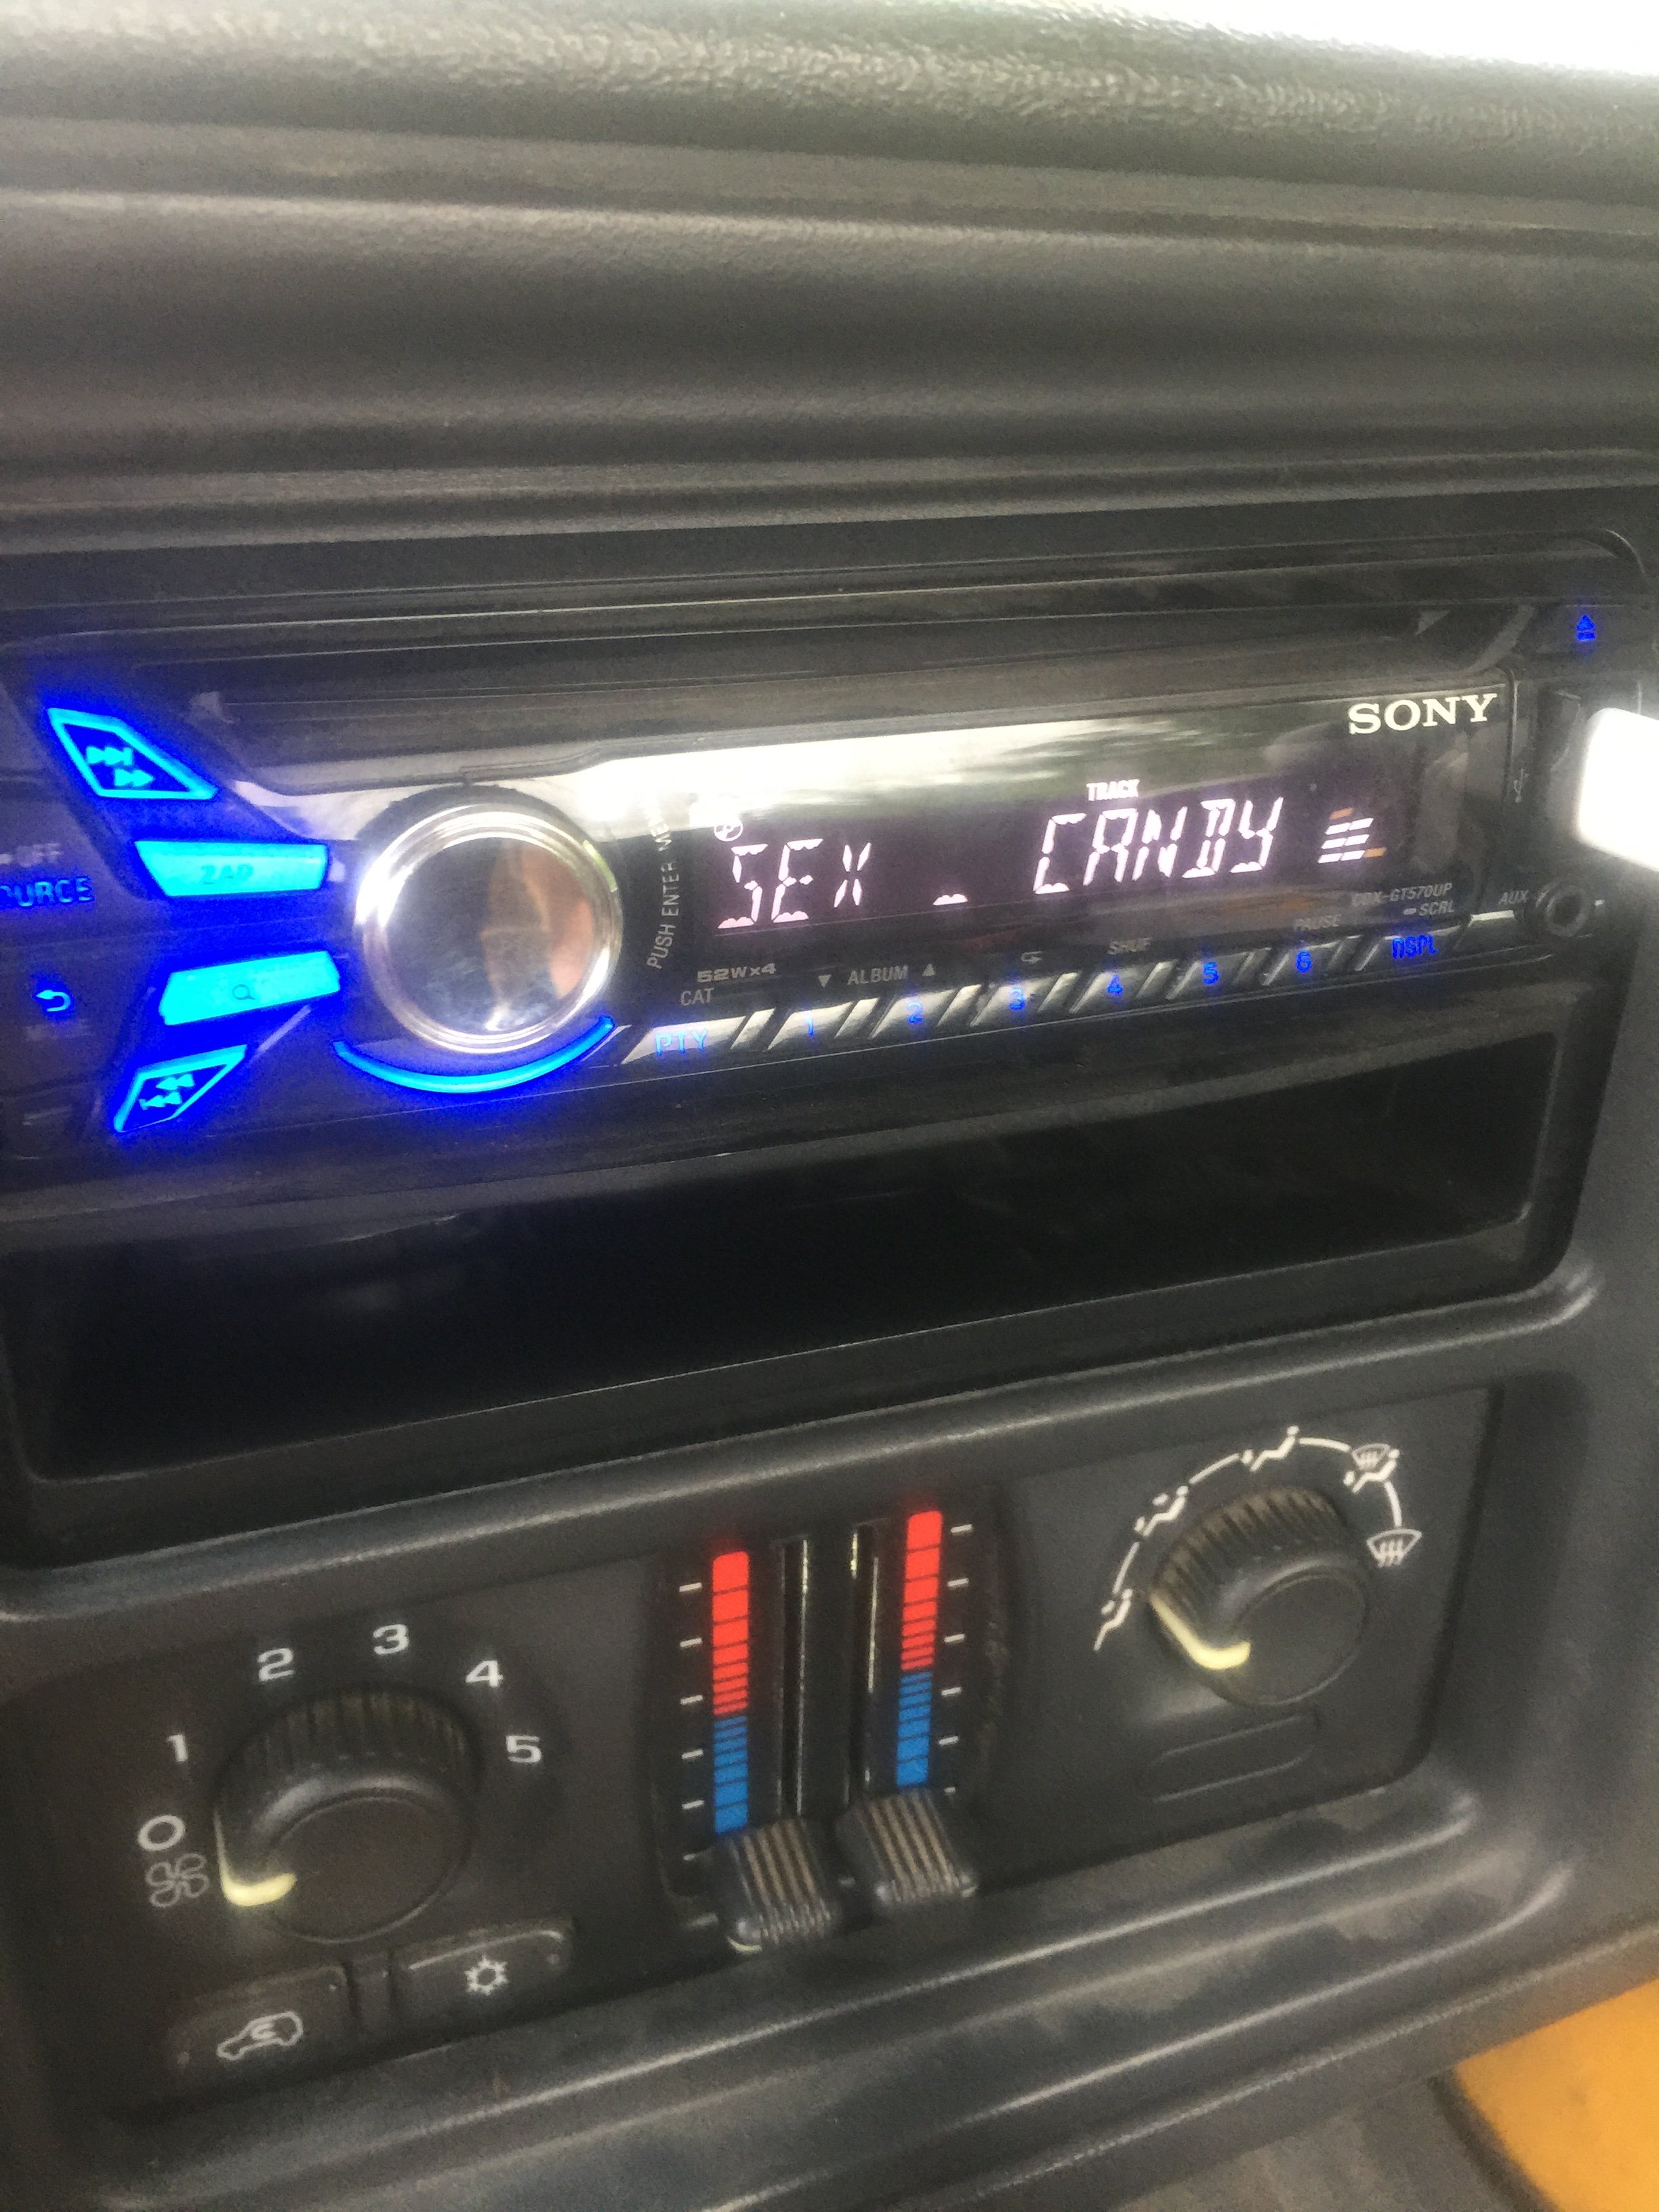 SONY
TRACK
SEX _ CANDY
OFF
ZAP
PUSH ENTER MENU
CDX-GT570UP
AUX
SCRL
PAUSE
SHUF
52Wx4
ALBUM
CAT
PTY 1 2 3 4 5 6 DSPL
1 2 3 4 5
0